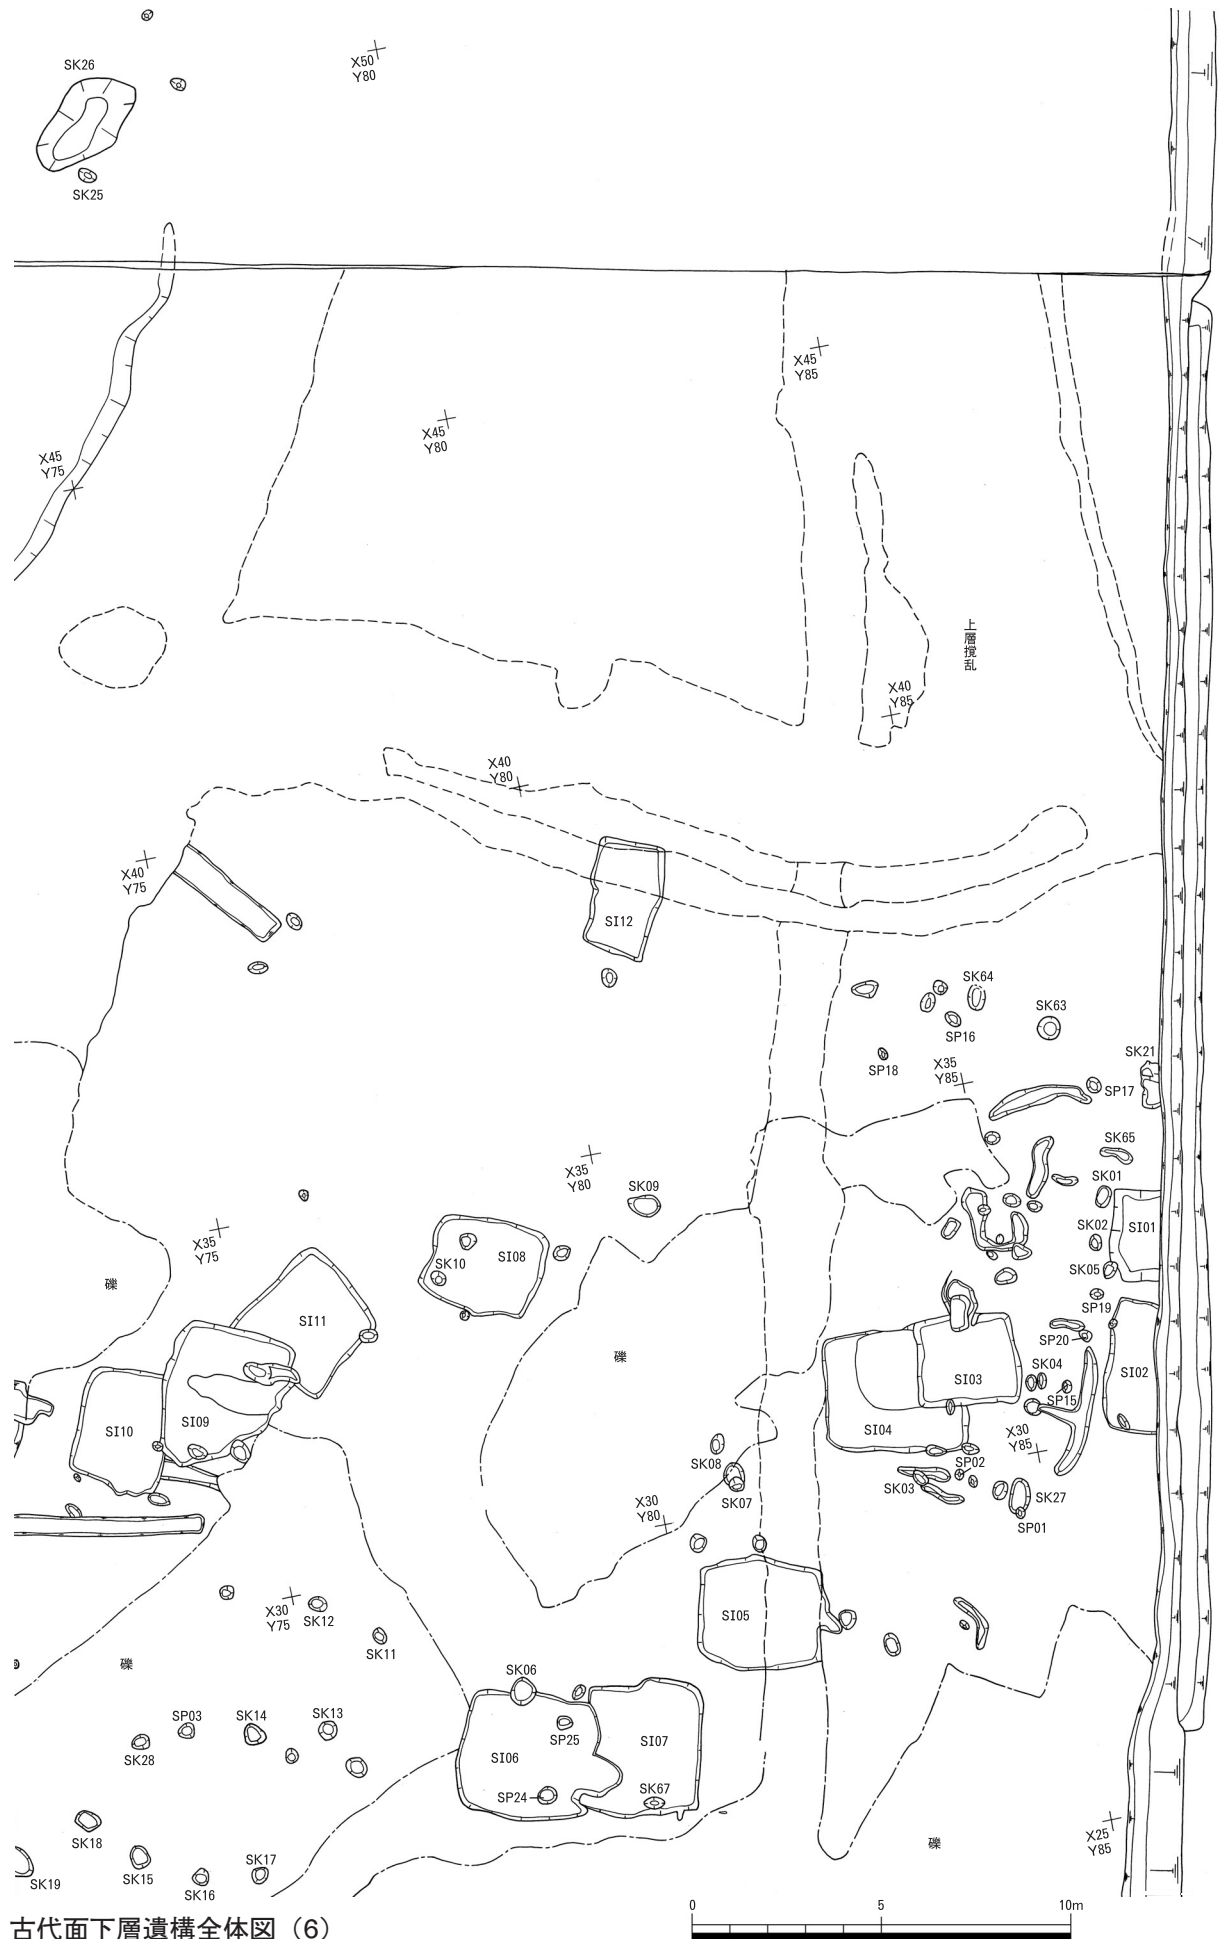 SK26
X50
Y80
SK25
X45
Y85
X45
Y80
X45
Y75
上層撹乱
X40
Y85
X40
Y80
X40
Y75
SI12
SK64
SK63
SP16
SK21
SP18
X35
Y85
SP17
SK65
X35
Y80
SK09
SK01
SI01
SK02
SK05
X35
Y75
SI08
SK10
礫
SP19
SI11
SP20
礫
SI02
SK04
SI03
SP15
SI09
SI10
SI04
X30
Y85
SP02
SK08
SK03
SK07
SK27
X30
Y80
SP01
X30
Y75
SK12
SI05
SK11
礫
SK06
SP03
SK14
SK13
SP25
SI07
SK28
SI06
SK67
SP24
SK18
X25
Y85
礫
SK15
SK17
SK19
SK16
0 5 10m
古代面下層遺構全体図（6）